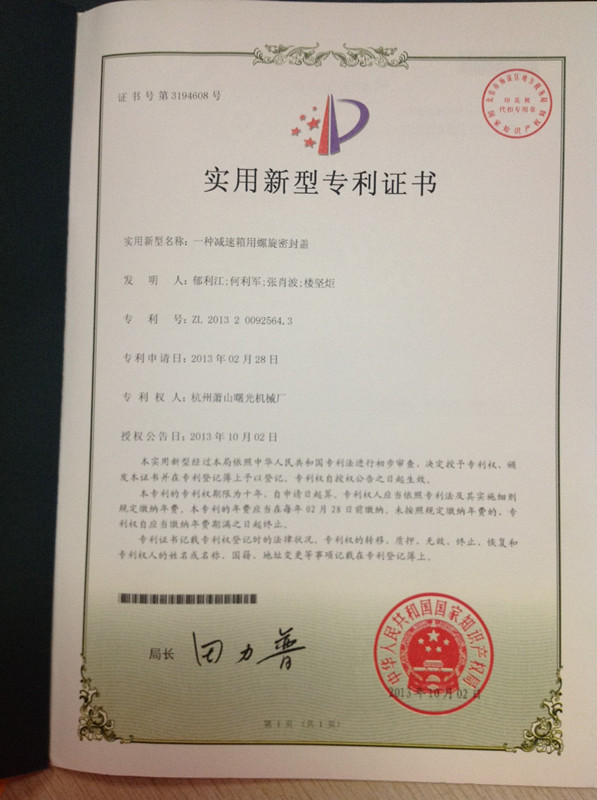 证书号第3194608号
印花税
代扣专用章
国家知识产权局
实用新型专利证书
实用新型名称：一种减速箱用螺旋密封盖
发明人：郁利江;何利军;张肖波;楼坚炬
专利号：ZL 2013 2 0092564.3
专利申请日：2013年02月28日
专利权人：杭州萧山曙光机械厂
授权公告日：2013年10月02日
本实用新型经过本局依照中华人民共和国专利法进行初步审查，决定授予专利权，颁
发本证书并在专利登记簿上予以登记。专利权自授权公告之日起生效。
本专利的专利权期限为十年，自申请日起算。专利权人应当依照专利法及其实施细则
规定缴纳年费。本专利的年费应当在每年02月28日前缴纳。未按照规定缴纳年费的，专
利权自应当缴纳年费期满之日起终止。
专利证书记载专利权登记时的法律状况。专利权的转移、质押、无效、终止、恢复和
专利权人的姓名或名称、国籍、地址变更等事项记载在专利登记簿上。
局长 田力普
中华人民共和国国家知识产权局
2013年10月02日
第1页（共1页）